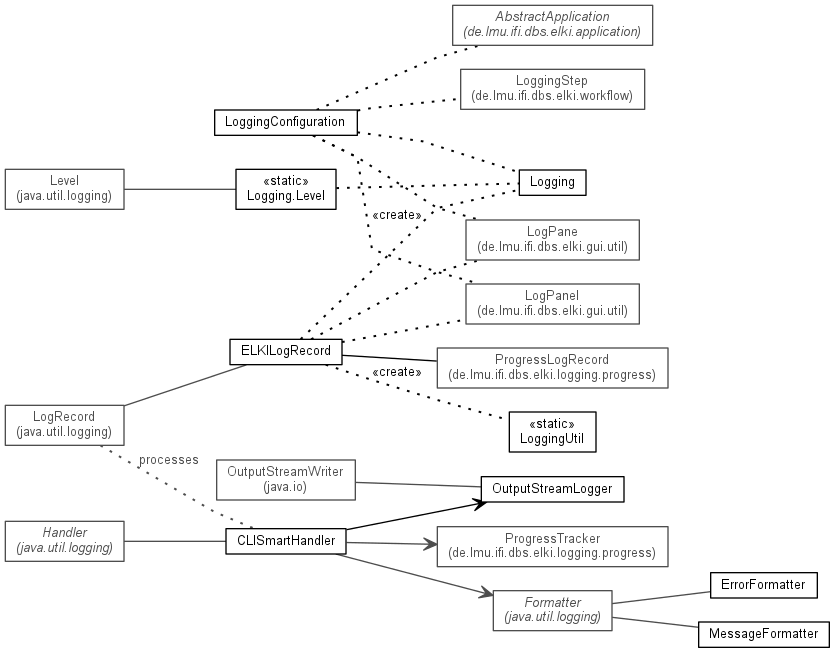 AbstractApplication
(de.lmu.ifi.dbs.elki.application)
LoggingStep
(de.lmu.ifi.dbs.elki.workflow)
LoggingConfiguration
Level
(java.util.logging)
«static»
Logging.Level
Logging
«create»
LogPane
(de.lmu.ifi.dbs.elki.gui.util)
LogPanel
(de.lmu.ifi.dbs.elki.gui.util)
ELKILogRecord
ProgressLogRecord
(de.lmu.ifi.dbs.elki.logging.progress)
«create»
LogRecord
(java.util.logging)
«static»
LoggingUtil
processes
OutputStreamWriter
(java.io)
OutputStreamLogger
Handler
(java.util.logging)
CLISmartHandler
ProgressTracker
(de.lmu.ifi.dbs.elki.logging.progress)
ErrorFormatter
Formatter
(java.util.logging)
MessageFormatter